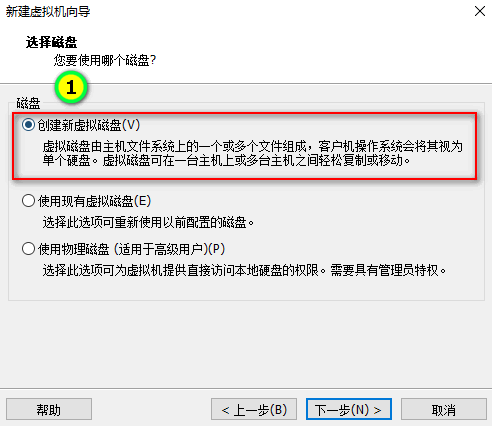 新建虚拟机向导
选择磁盘
您要使用哪个磁盘?
1
磁盘
创建新虚拟磁盘(V)
虚拟磁盘由主机文件系统上的一个或多个文件组成，客户机操作系统会将其视为
单个硬盘。虚拟磁盘可在一台主机上或多台主机之间轻松复制或移动。
使用现有虚拟磁盘(E)
选择此选项可重新使用以前配置的磁盘。
使用物理磁盘 (适用于高级用户)(P)
选择此选项可为虚拟机提供直接访问本地硬盘的权限。需要具有管理员特权。
帮助
< 上一步(B)
下一步(N) >
取消